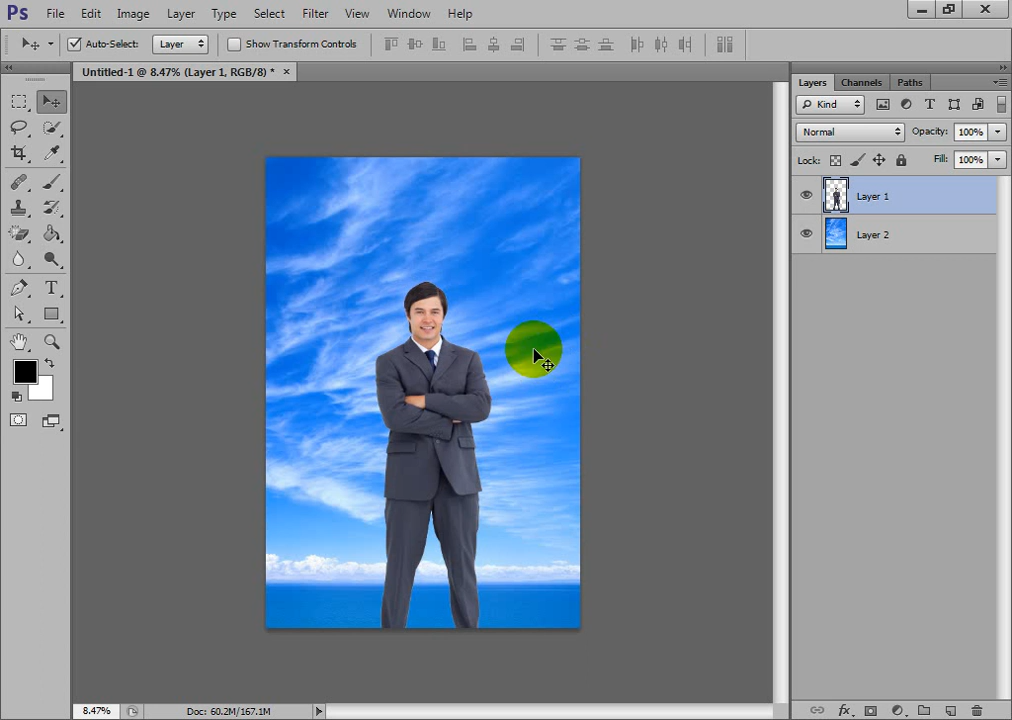 Ps File Edit Image Layer Type Select Filter View Window Help
Auto-Select: Layer Show Transform Controls
Untitled-1 @ 8.47% (Layer 1, RGB/8) * ×
Layers Channels Paths
Kind T
Normal Opacity: 100%
Lock: Fill: 100%
Layer 1
Layer 2
T
8.47% Doc: 60.2M/167.1M
fx